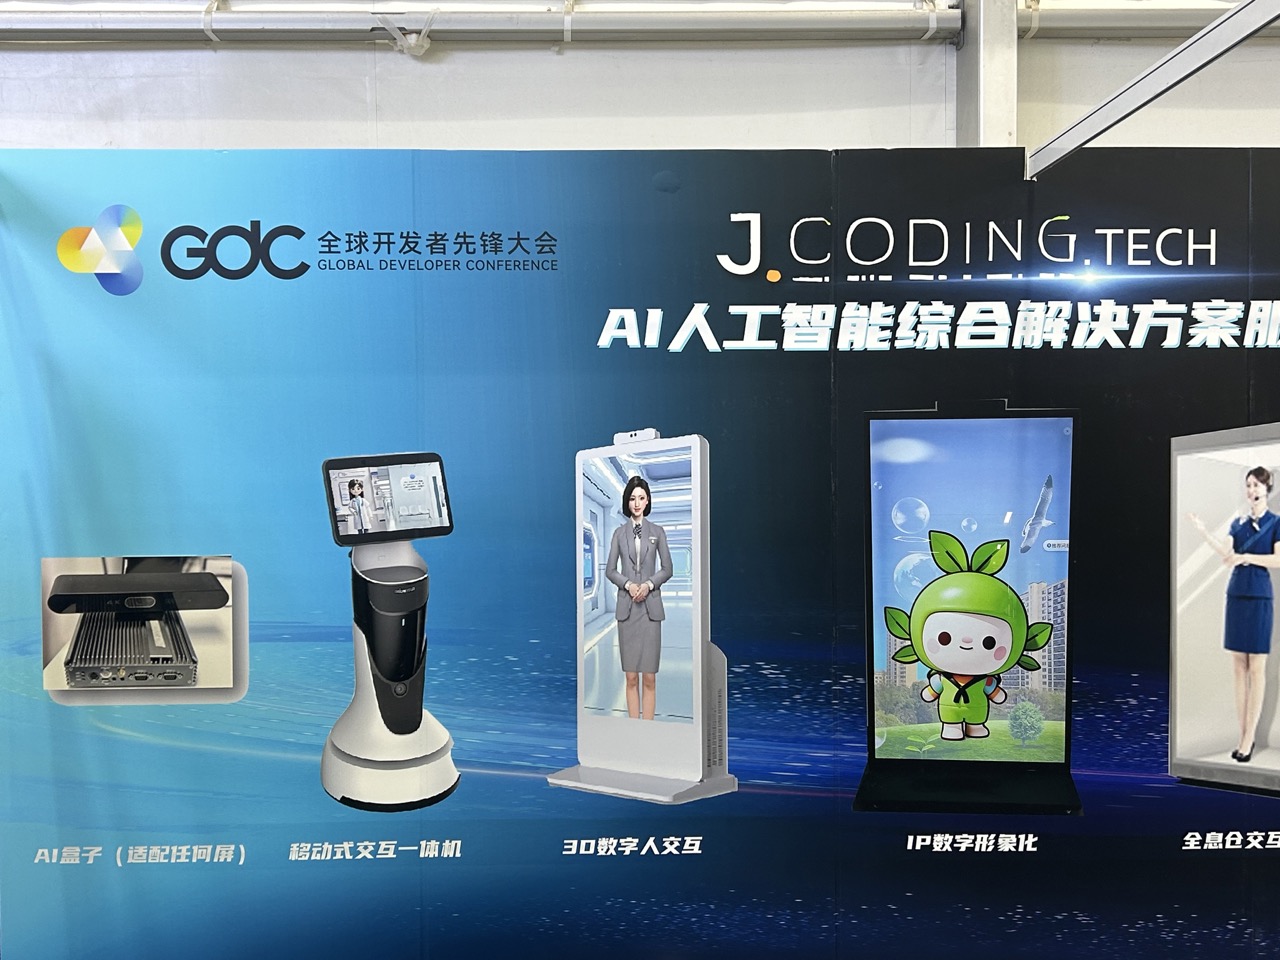 GDC 全球开发者先锋大会
GLOBAL DEVELOPER CONFERENCE
J.CODING.TECH
AI人工智能综合解决方案服
AI盒子（适配任何屏）
移动式交互一体机
3D数字人交互
IP数字形象化
全息仓交互